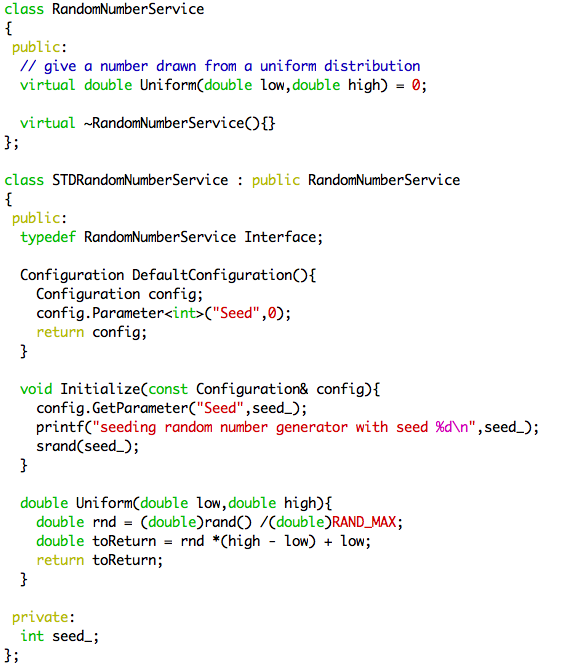 class RandomNumberService
{
 public:
  // give a number drawn from a uniform distribution
  virtual double Uniform(double low,double high) = 0;

  virtual ~RandomNumberService(){}
};

class STDRandomNumberService : public RandomNumberService
{
 public:
  typedef RandomNumberService Interface;

  Configuration DefaultConfiguration(){
    Configuration config;
    config.Parameter<int>("Seed",0);
    return config;
  }

  void Initialize(const Configuration& config){
    config.GetParameter("Seed",seed_);
    printf("seeding random number generator with seed %d\n",seed_);
    srand(seed_);
  }

  double Uniform(double low,double high){
    double rnd = (double)rand() /(double)RAND_MAX;
    double toReturn = rnd *(high - low) + low;
    return toReturn;
  }

 private:
  int seed_;
};